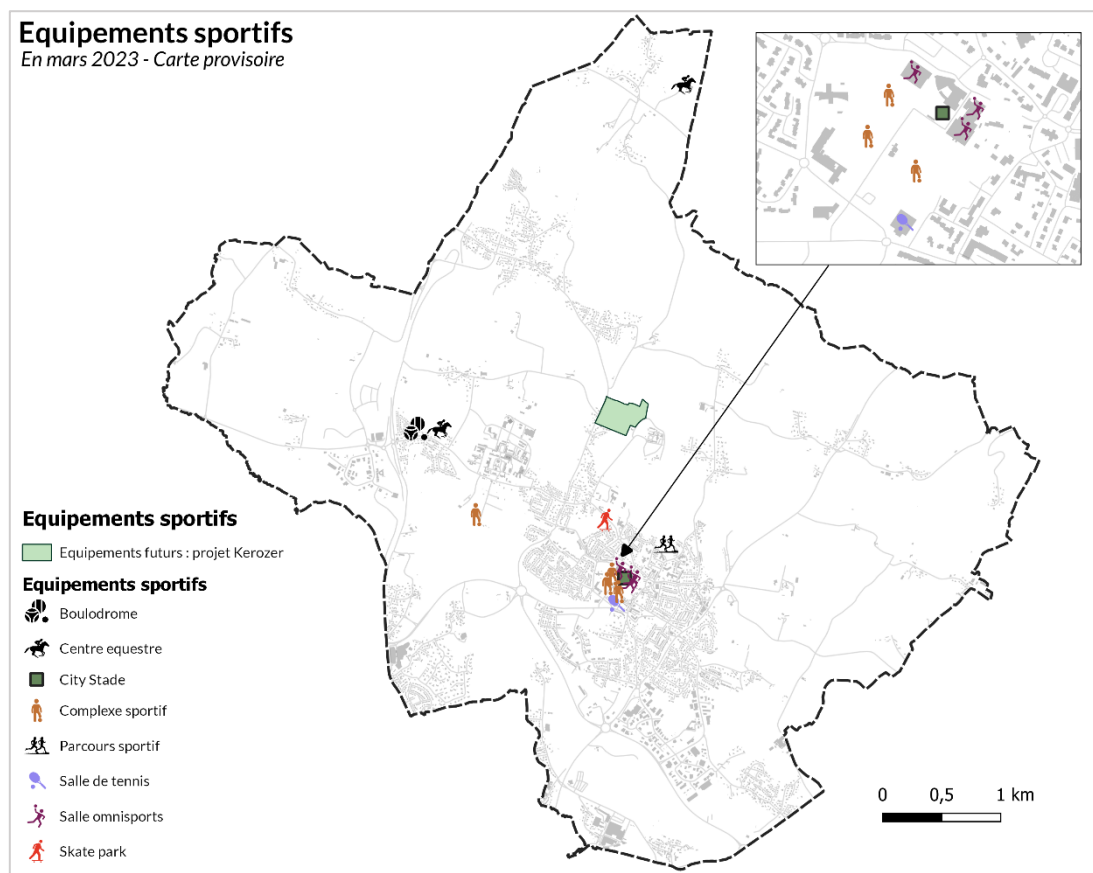 Equipements sportifs
En mars 2023 - Carte provisoire
Equipements sportifs
Equipements futurs : projet Kerozer
Equipements sportifs
Boulodrome
Centre equestre
City Stade
Complexe sportif
Parcours sportif
Salle de tennis
Salle omnisports
Skate park
0 0,5 1 km